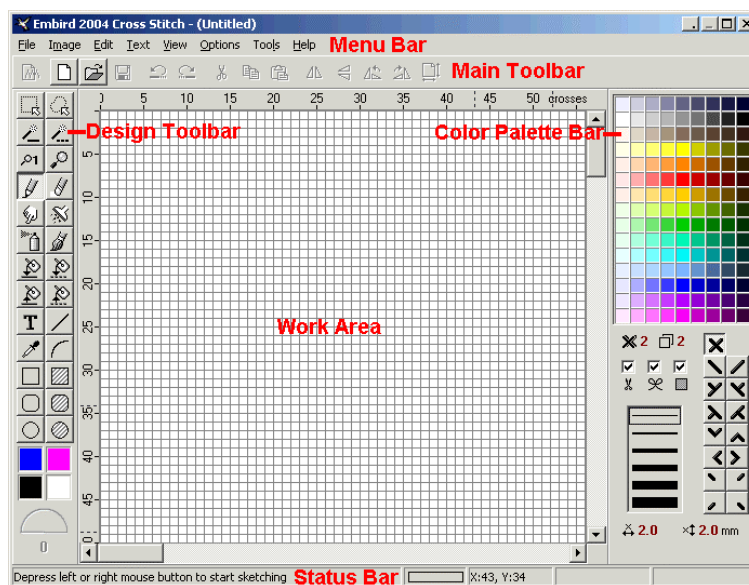 Embird 2004 Cross Stitch - (Untitled)
File Image Edit Text View Options Tools Help Menu Bar
Main Toolbar
0 5 10 15 20 25 30 35 40 45 50 crosses
Design Toolbar
Color Palette Bar
5
1
10
15
20
T
25
Work Area
30
35
40
45
50
2 2
0
2.0 2.0 mm
Depress left or right mouse button to start sketching Status Bar X:43, Y:34